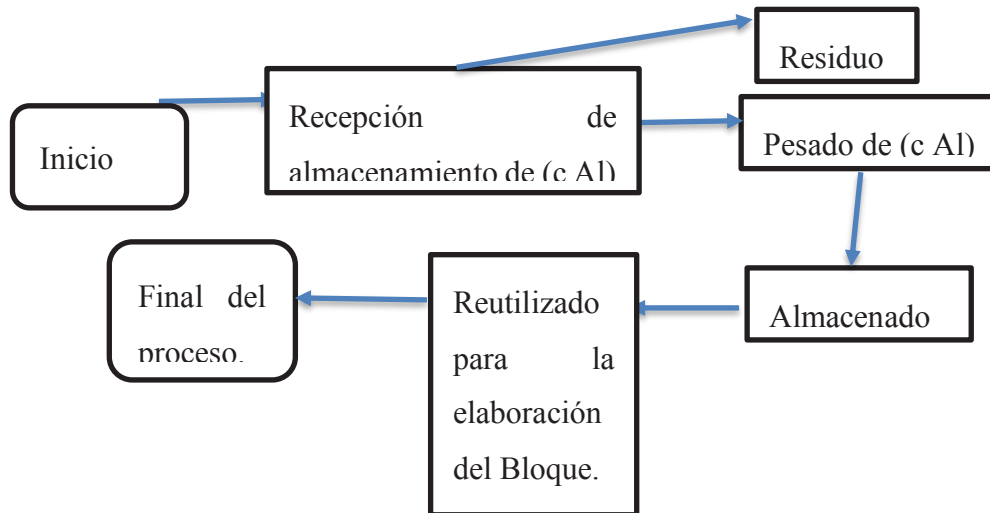 Inicio
Recepción de
almacenamiento de (c Al)
Residuo
Pesado de (c Al)
Almacenado
Reutilizado
para la
elaboración
del Bloque.
Final del
proceso.